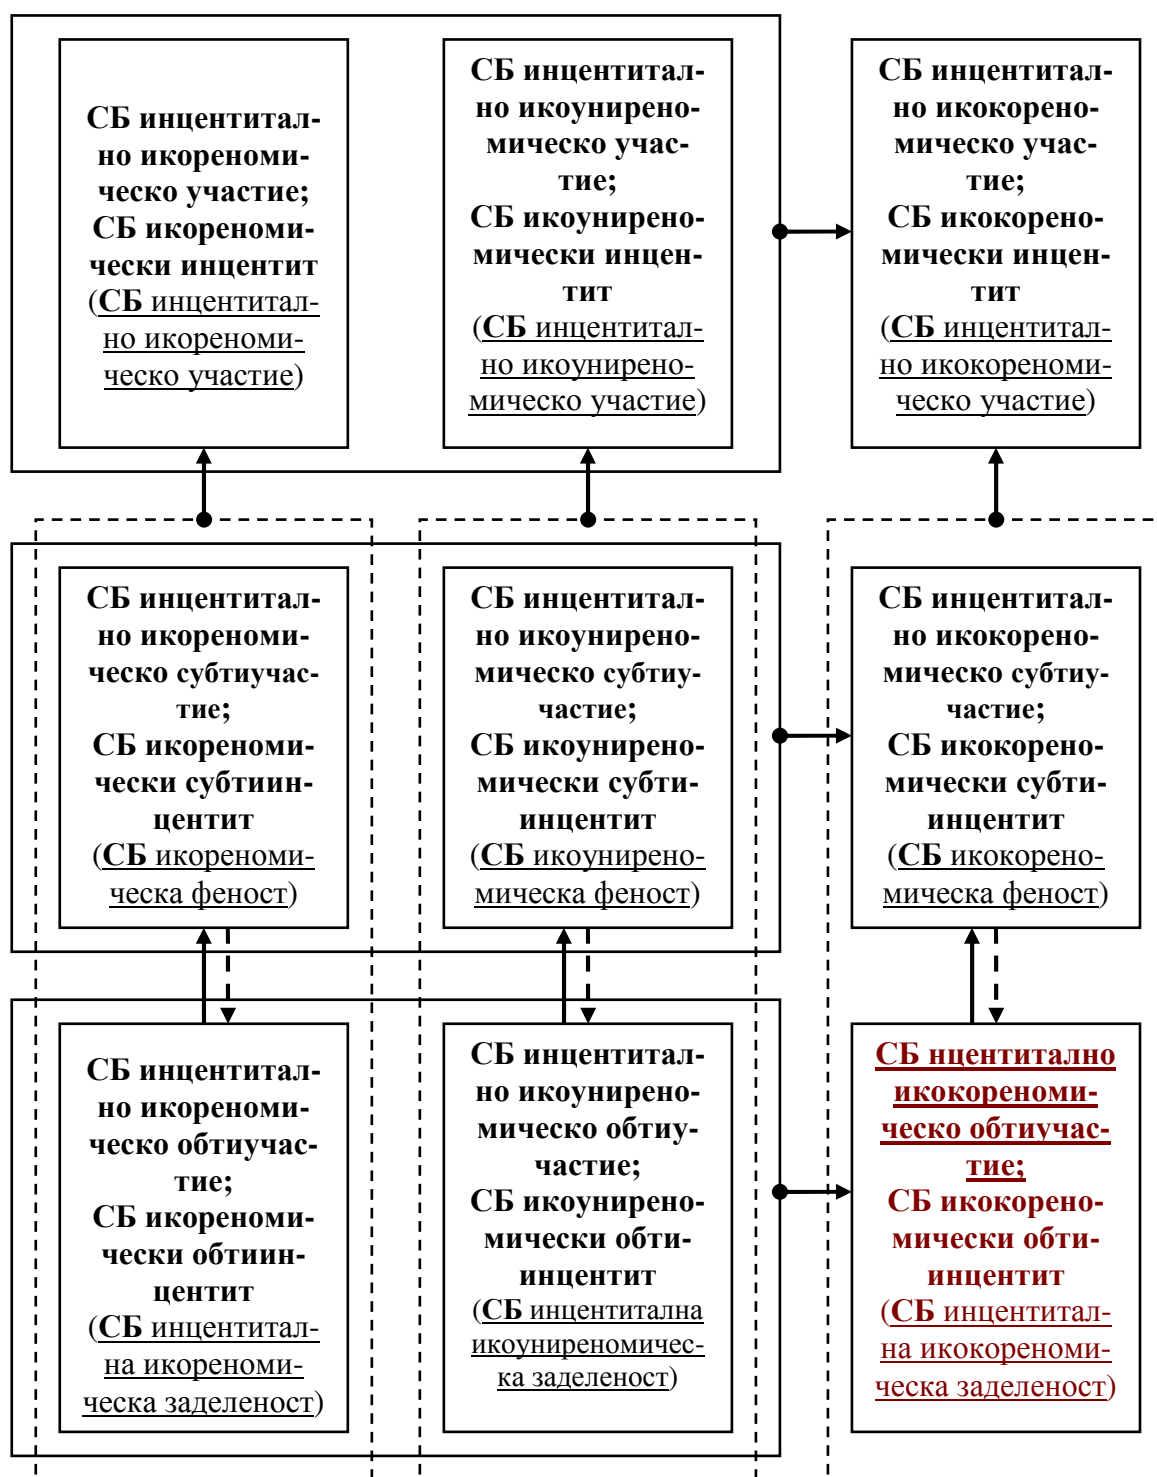 СБ инцентитал-
но икореноми-
ческо участие;
СБ икореноми-
чески инцентит
(СБ инцентитал-
но икореноми-
ческо участие)
СБ инцентитал-
но икоунирено-
мическо учас-
тие;
СБ икоунирено-
мически инцен-
тит
(СБ инцентитал-
но икоунирено-
мическо участие)
СБ инцентитал-
но икокорено-
мическо учас-
тие;
СБ икокорено-
мически инцен-
тит
(СБ инцентитал-
но икокореноми-
ческо участие)
СБ инцентитал-
но икореноми-
ческо субтиучас-
тие;
СБ икореноми-
чески субтиин-
центит
(СБ икореноми-
ческа феност)
СБ инцентитал-
но икоунирено-
мическо субтиу-
частие;
СБ икоунирено-
мически субти-
инцентит
(СБ икоунирено-
мическа феност)
СБ инцентитал-
но икокорено-
мическо субтиу-
частие;
СБ икокорено-
мически субти-
инцентит
(СБ икокорено-
мическа феност)
СБ инцентитал-
но икореноми-
ческо обтиучас-
тие;
СБ икореноми-
чески обтиин-
центит
(СБ инцентитал-
на икореноми-
ческа заделеност)
СБ инцентитал-
но икоунирено-
мическо обтиу-
частие;
СБ икоунирено-
мически обти-
инцентит
(СБ инцентитална
икоуниреномичес-
ка заделеност)
СБ нцентитално
икокореноми-
ческо обтиучас-
тие;
СБ икокорено-
мически обти-
инцентит
(СБ инцентитал-
на икокореноми-
ческа заделеност)